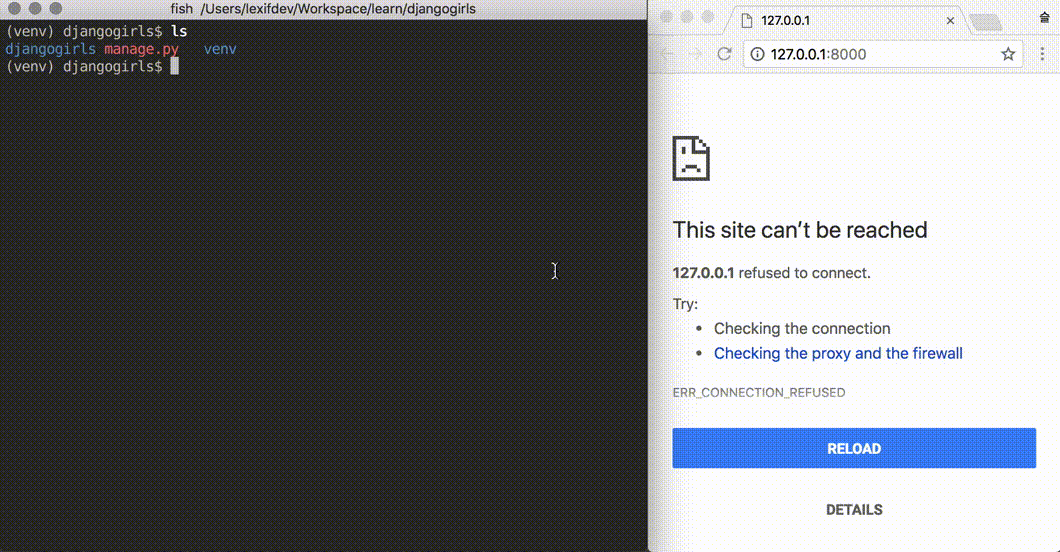 fish /Users/lexifdev/Workspace/learn/djangogirls
(venv) djangogirls$ ls
djangogirls manage.py venv
(venv) djangogirls$
127.0.0.1
슬
127.0.0.1:8000
This site can’t be reached
127.0.0.1 refused to connect.
Try:
• Checking the connection
• Checking the proxy and the firewall
ERR_CONNECTION_REFUSED
RELOAD
DETAILS